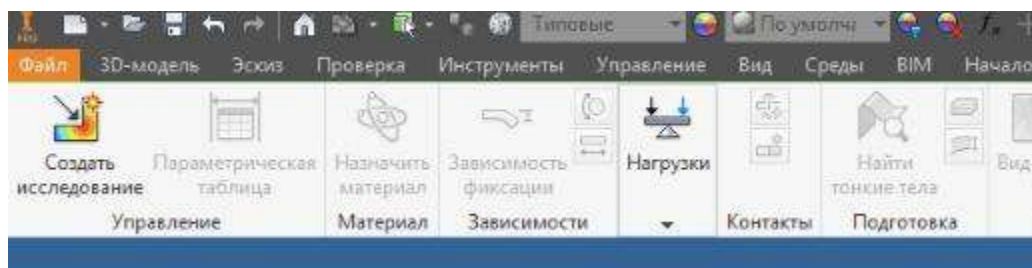 Типовые По умолча
Файл 3D-модель Эскиз Проверка Инструменты Управление Вид Среды BIM Начало
Создать
исследование
Параметрическая
таблица
Назначить
материал
Зависимость
фиксации
Нагрузки
Найти
тонкие тела
Вид
Управление Материал Зависимости Контакты Подготовка